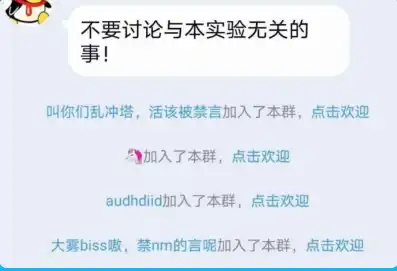 不要讨论与本实验无关的
事！
叫你们乱冲塔，活该被禁言加入了本群，点击欢迎
🦄加入了本群，点击欢迎
audhdiid加入了本群，点击欢迎
大雾biss嗷，禁nm的言呢加入了本群，点击欢迎